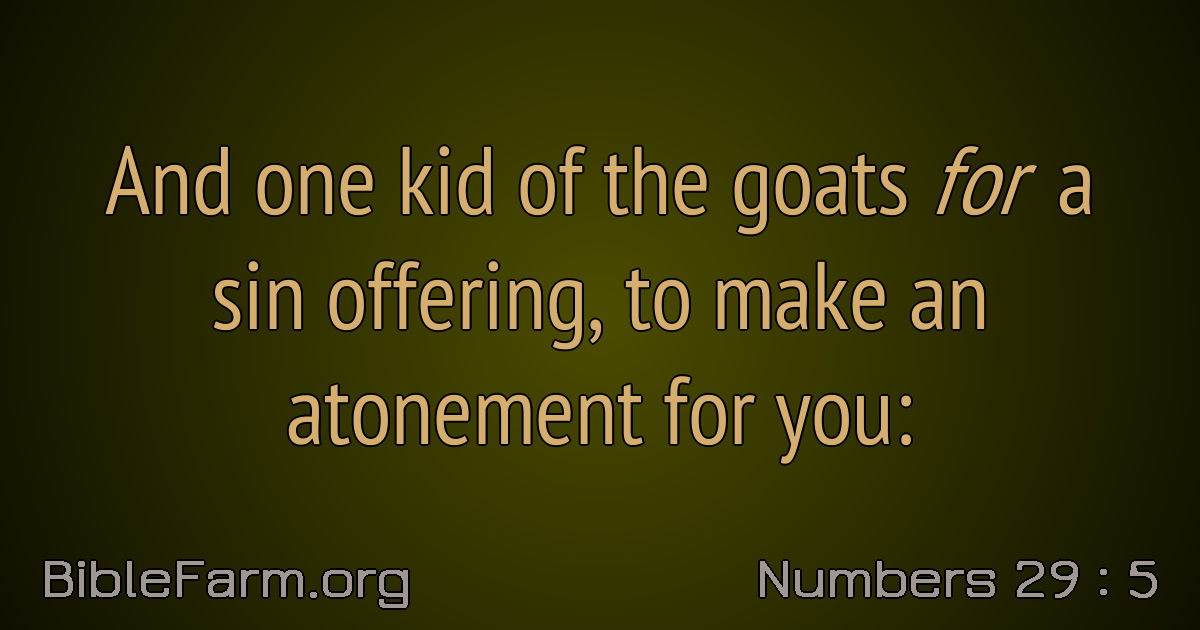 And one kid of the goats for a
sin offering, to make an
atonement for you:
BibleFarm.org
Numbers 29 : 5